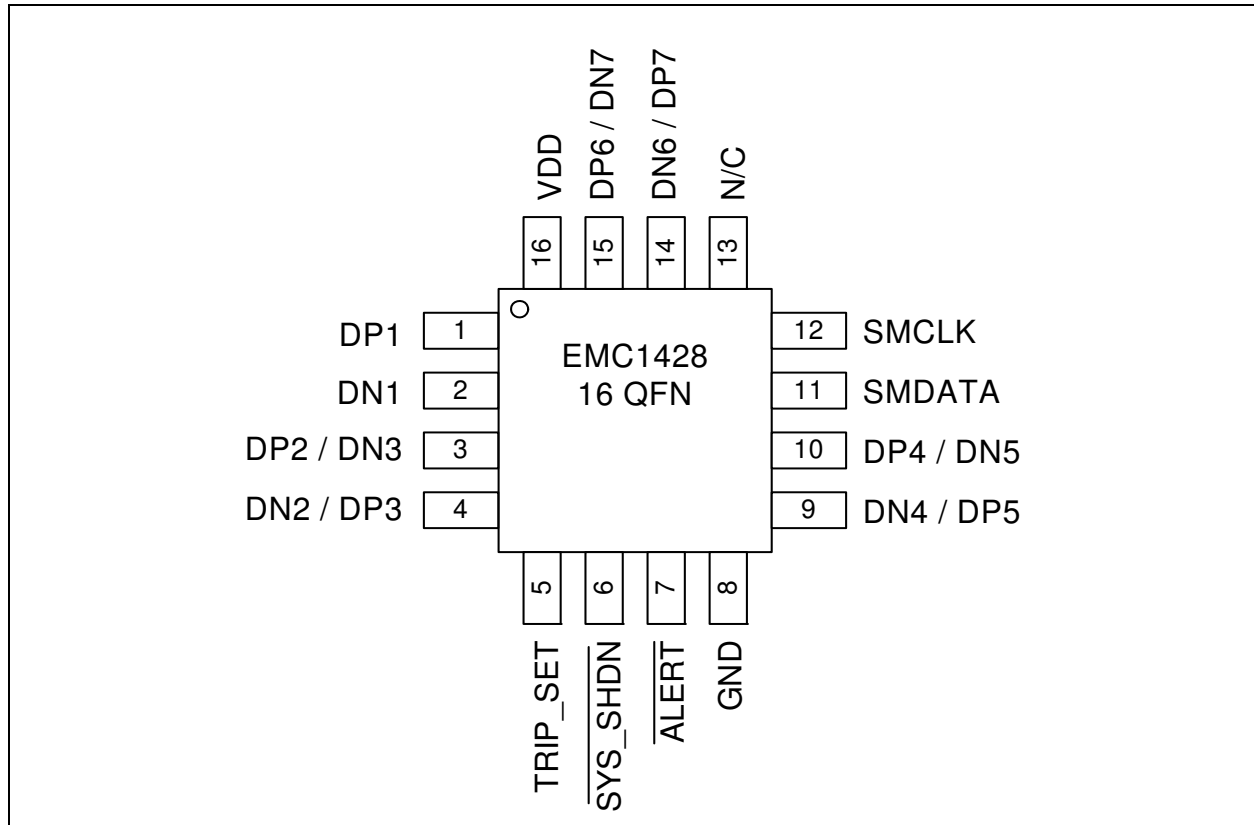 VDD
DP6 / DN7
DN6 / DP7
N/C
16
15
14
13
DP1
1
DN1
2
DP2 / DN3
3
DN2 / DP3
4
EMC1428
16 QFN
12
SMCLK
11
SMDATA
10
DP4 / DN5
9
DN4 / DP5
5
6
7
8
TRIP_SET
SYS_SHDN
ALERT
GND